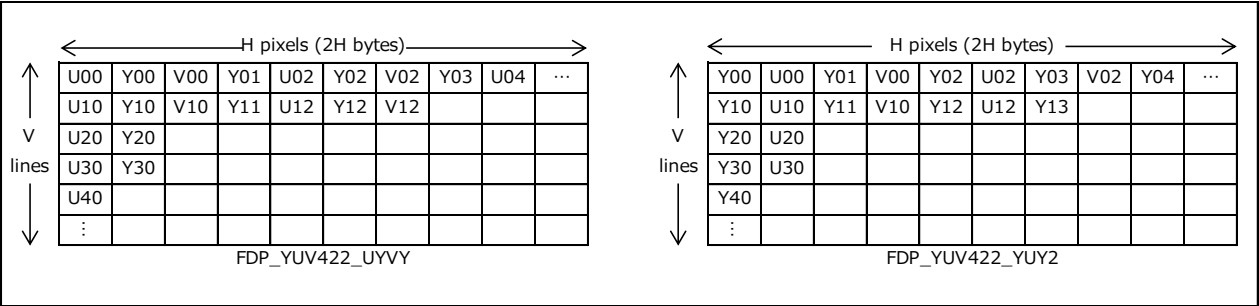 H pixels (2H bytes)
U00 Y00 V00 Y01 U02 Y02 V02 Y03 U04 …
U10 Y10 V10 Y11 U12 Y12 V12
U20 Y20
U30 Y30
U40
⋮
V
lines
FDP_YUV422_UYVY
H pixels (2H bytes)
Y00 U00 Y01 V00 Y02 U02 Y03 V02 Y04 …
Y10 U10 Y11 V10 Y12 U12 Y13
Y20 U20
Y30 U30
Y40
⋮
V
lines
FDP_YUV422_YUY2